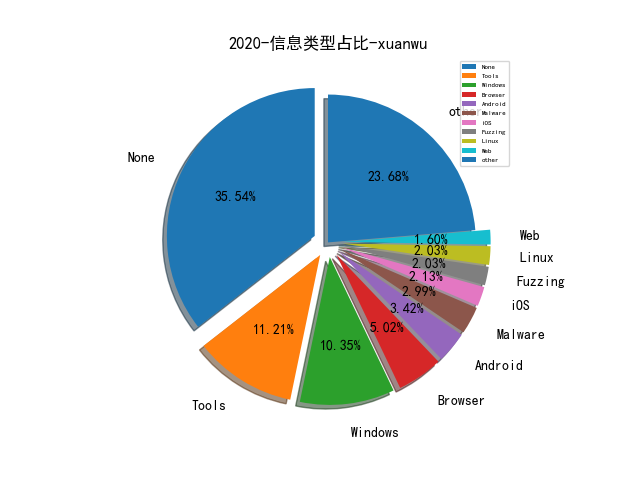 2020-信息类型占比-xuanwu
None
Tools
Windows
Browser
Android
Malware
iOS
Fuzzing
Linux
Web
other
other
None
23.68%
35.54%
1.60%
Web
2.03%
Linux
2.03%
Fuzzing
2.13%
iOS
2.99%
Malware
3.42%
Android
5.02%
Browser
10.35%
Windows
11.21%
Tools